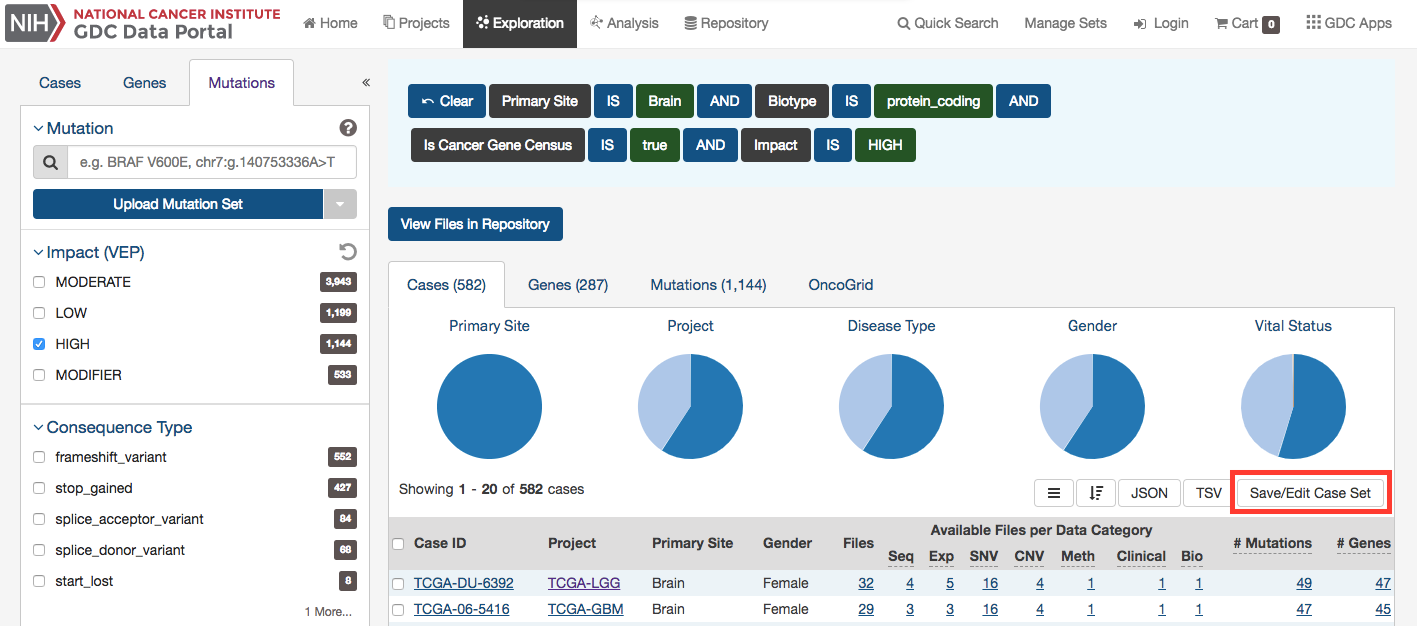 NIH NATIONAL CANCER INSTITUTE
GDC Data Portal
Home Projects Exploration Analysis Repository Quick Search Manage Sets Login Cart 0 GDC Apps
Cases Genes Mutations «
Mutation ?
e.g. BRAF V600E, chr7:g.140753336A>T
Upload Mutation Set
Impact (VEP)
MODERATE 3,943
LOW 1,199
HIGH 1,144
MODIFIER 533
Consequence Type
frameshift_variant 552
stop_gained 427
splice_acceptor_variant 84
splice_donor_variant 68
start_lost 8
1 More...
Clear Primary Site IS Brain AND Biotype IS protein_coding AND
Is Cancer Gene Census IS true AND Impact IS HIGH
View Files in Repository
Cases (582) Genes (287) Mutations (1,144) OncoGrid
Primary Site Project Disease Type Gender Vital Status
Showing 1 - 20 of 582 cases
JSON TSV Save/Edit Case Set
Available Files per Data Category
Case ID Project Primary Site Gender Files Seq Exp SNV CNV Meth Clinical Bio # Mutations # Genes
TCGA-DU-6392 TCGA-LGG Brain Female 32 4 5 16 4 1 1 1 49 47
TCGA-06-5416 TCGA-GBM Brain Female 29 3 3 16 4 1 1 1 47 45